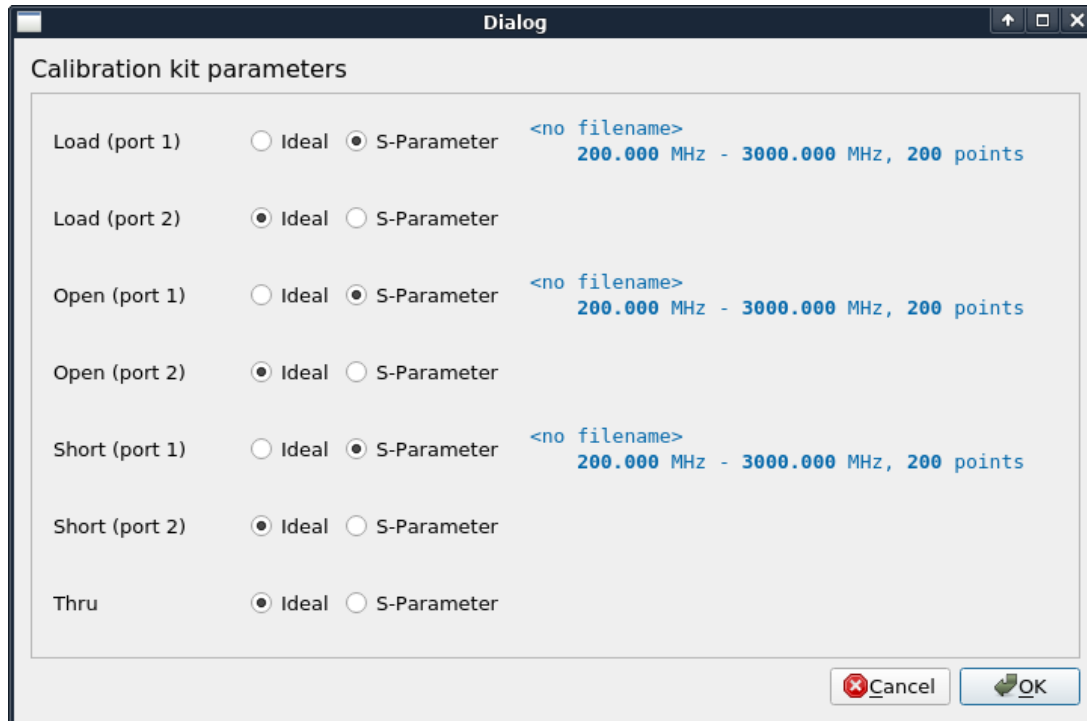 Dialog
Calibration kit parameters
Load (port 1) Ideal S-Parameter <no filename>
200.000 MHz - 3000.000 MHz, 200 points
Load (port 2) Ideal S-Parameter
Open (port 1) Ideal S-Parameter <no filename>
200.000 MHz - 3000.000 MHz, 200 points
Open (port 2) Ideal S-Parameter
Short (port 1) Ideal S-Parameter <no filename>
200.000 MHz - 3000.000 MHz, 200 points
Short (port 2) Ideal S-Parameter
Thru Ideal S-Parameter
Cancel OK